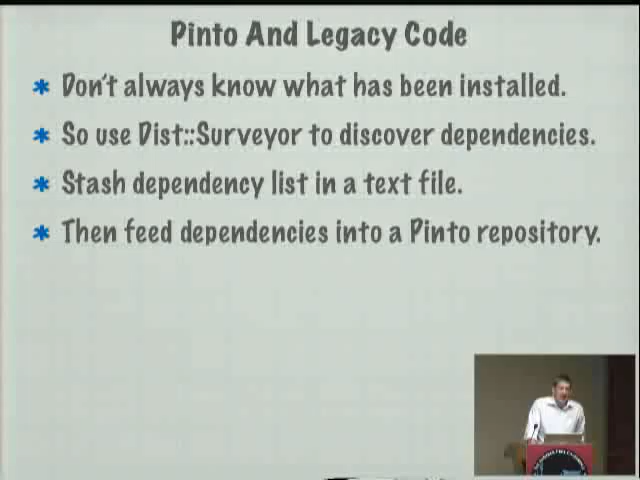 Pinto And Legacy Code
Don't always know what has been installed.
So use Dist::Surveyor to discover dependencies.
Stash dependency list in a text file.
Then feed dependencies into a Pinto repository.